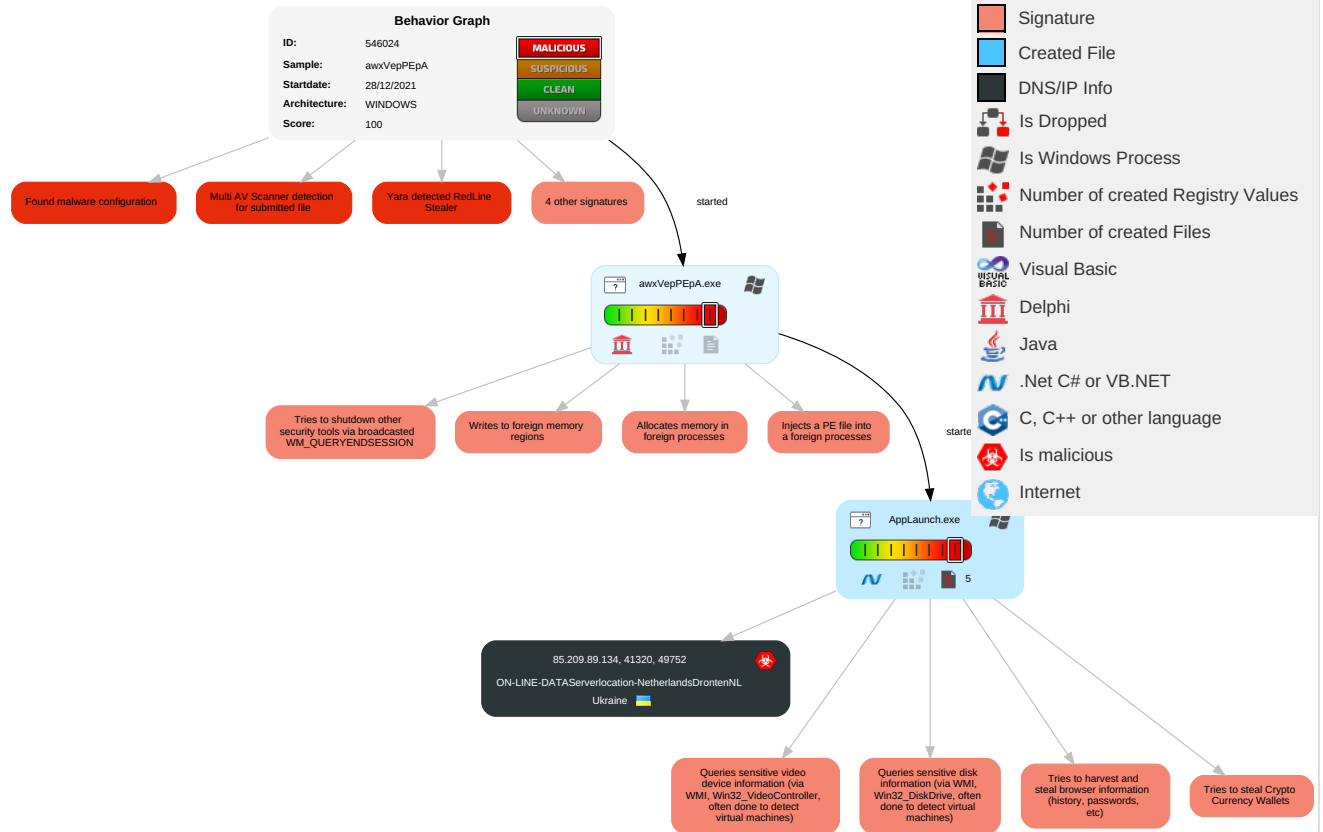 Behavior Graph
ID: 546024
Sample: awxVepPEpA
Startdate: 28/12/2021
Architecture: WINDOWS
Score: 100
MALICIOUS
SUSPICIOUS
CLEAN
UNKNOWN
Signature
Created File
DNS/IP Info
Is Dropped
Is Windows Process
Number of created Registry Values
Number of created Files
VISUAL
BASIC
Visual Basic
Delphi
Java
.Net C# or VB.NET
C, C++ or other language
Is malicious
Internet
Found malware configuration
Multi AV Scanner detection
for submitted file
Yara detected RedLine
Stealer
4 other signatures
started
?
awxVepPEpA.exe
Tries to shutdown other
security tools via broadcasted
WM_QUERYENDSESSION
Writes to foreign memory
regions
Allocates memory in
foreign processes
Injects a PE file into
a foreign processes
starte
?
AppLaunch.exe
5
85.209.89.134, 41320, 49752
ON-LINE-DATAServerlocation-NetherlandsDrontenNL
Ukraine
Queries sensitive video
device information (via
WMI, Win32_VideoController,
often done to detect
virtual machines)
Queries sensitive disk
information (via WMI,
Win32_DiskDrive, often
done to detect virtual
machines)
Tries to harvest and
steal browser information
(history, passwords,
etc)
Tries to steal Crypto
Currency Wallets